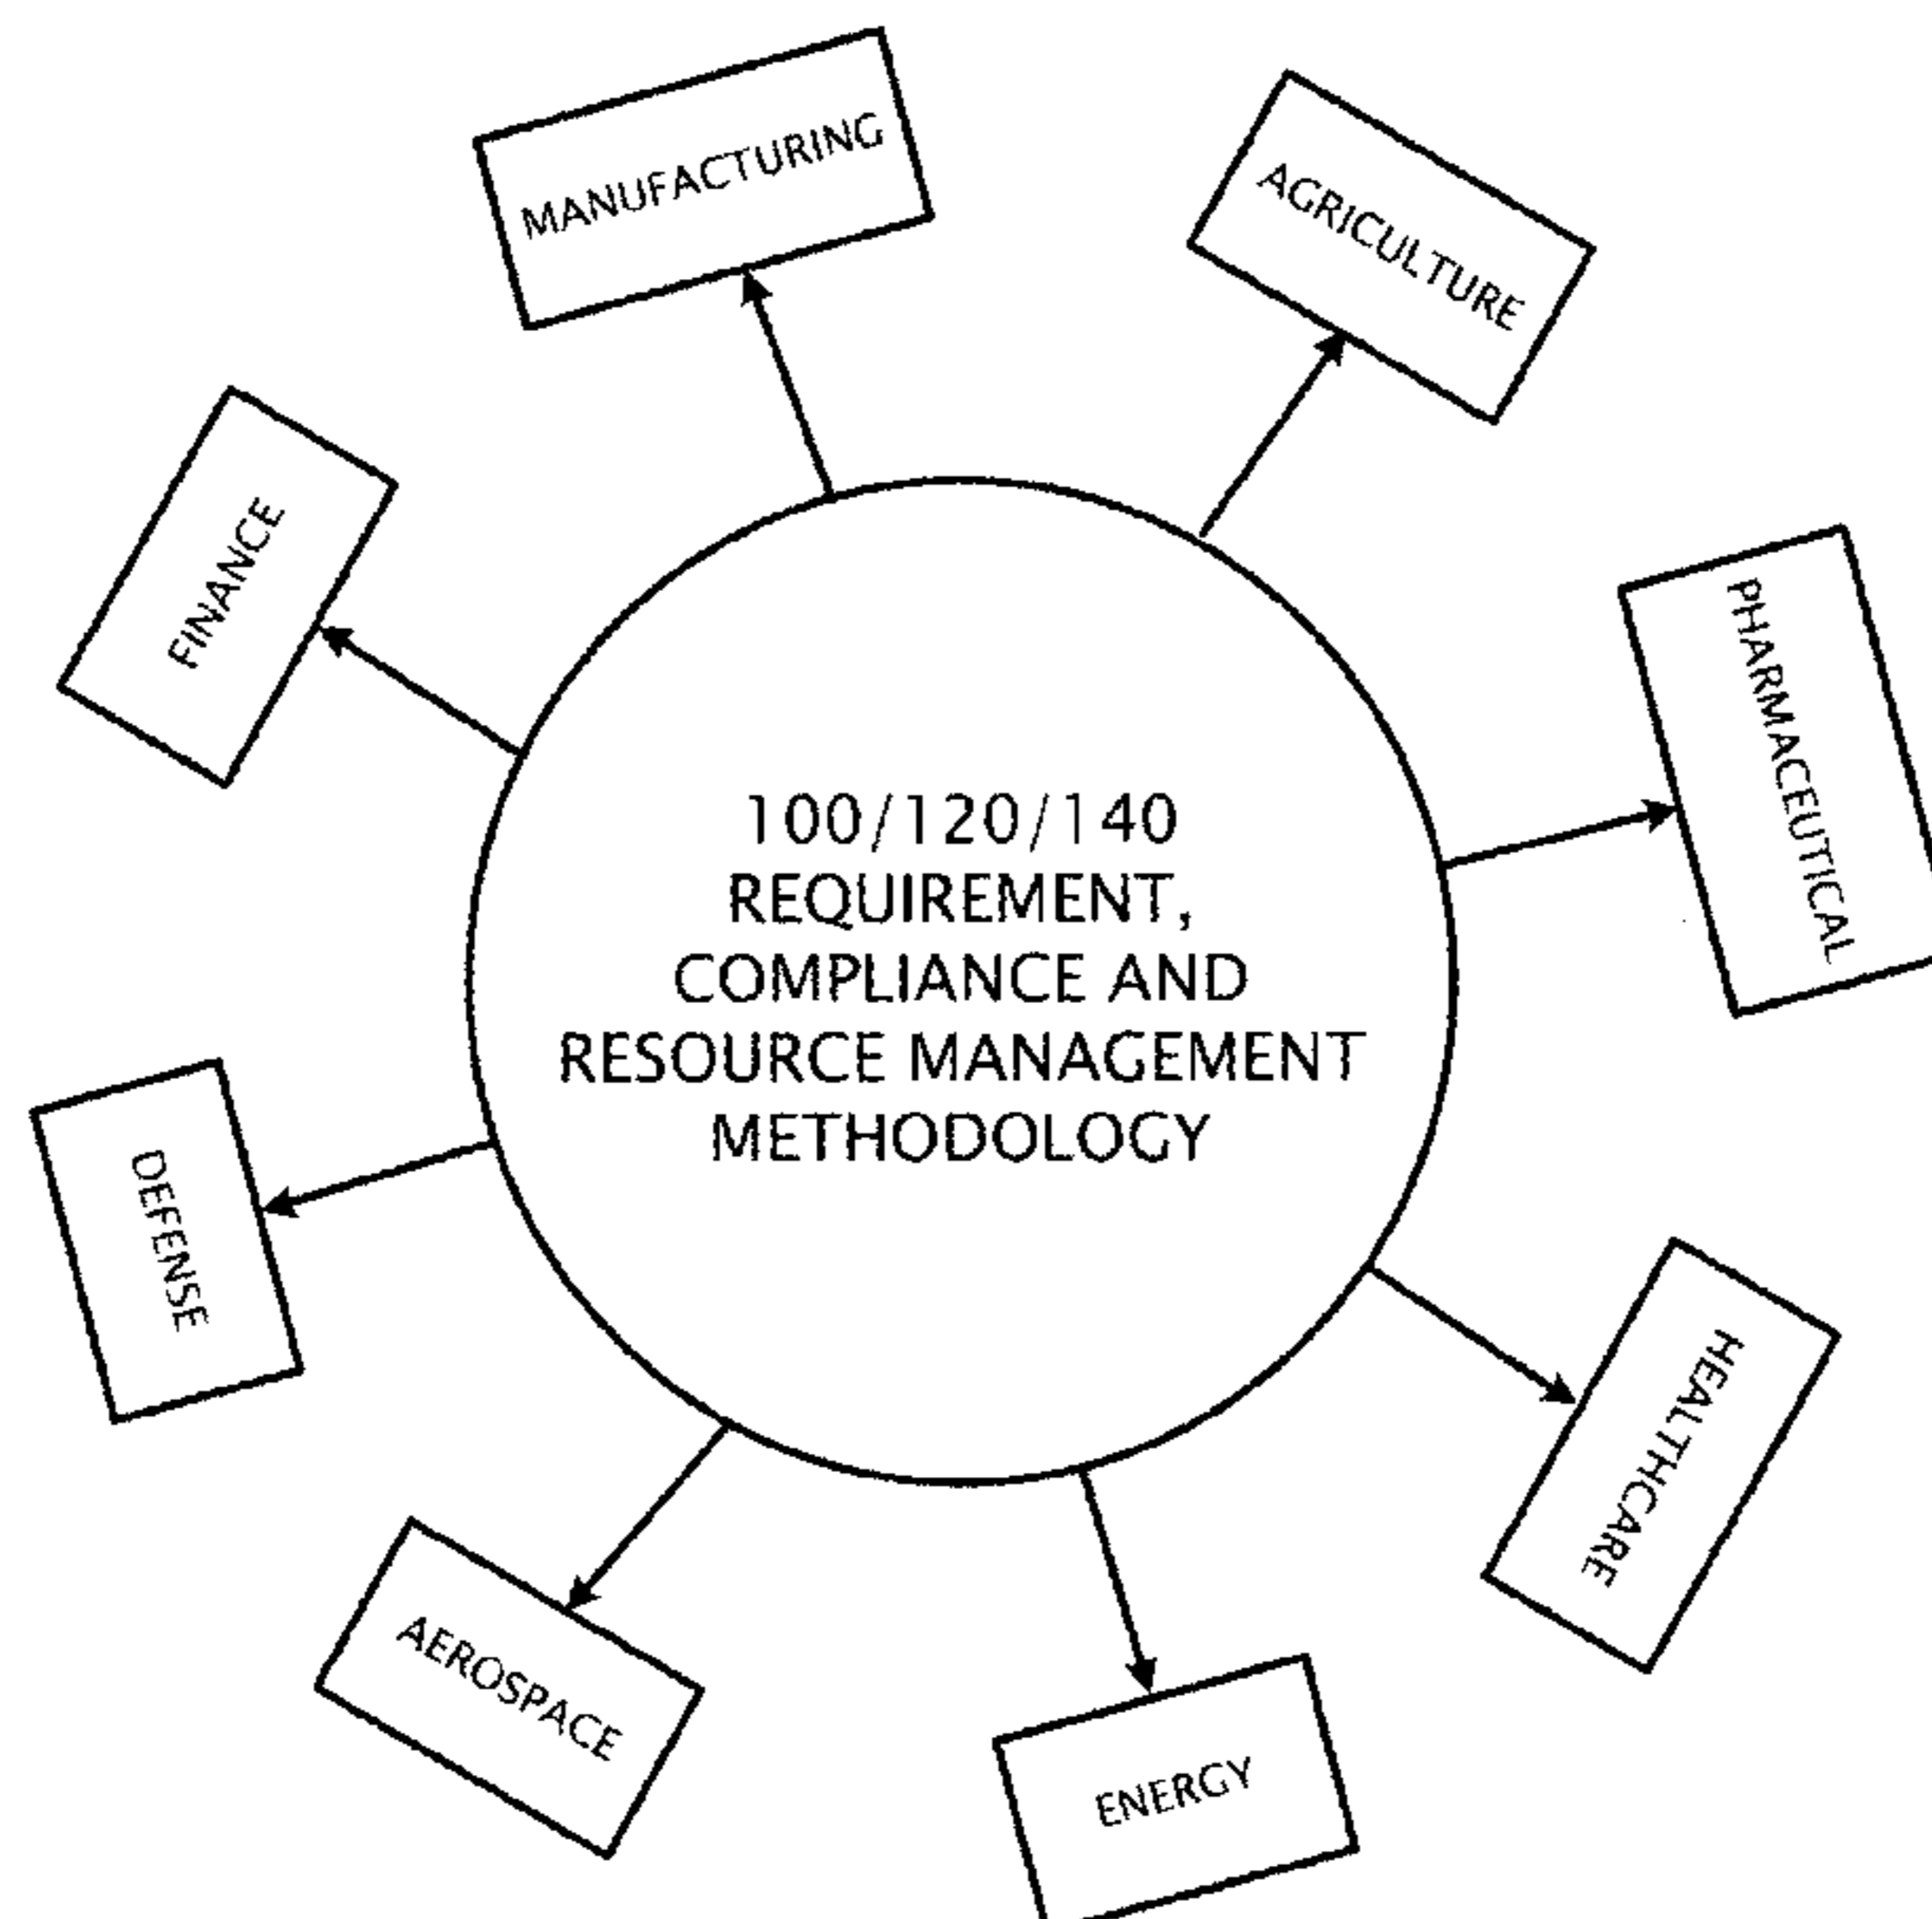 MANUFACTURING
AGRICULTURE
FINANCE
PHARMACEUTICAL
100/120/140
REQUIREMENT,
COMPLIANCE AND
RESOURCE MANAGEMENT
METHODOLOGY
DEFENSE
HEALTHCARE
AEROSPACE
ENERGY